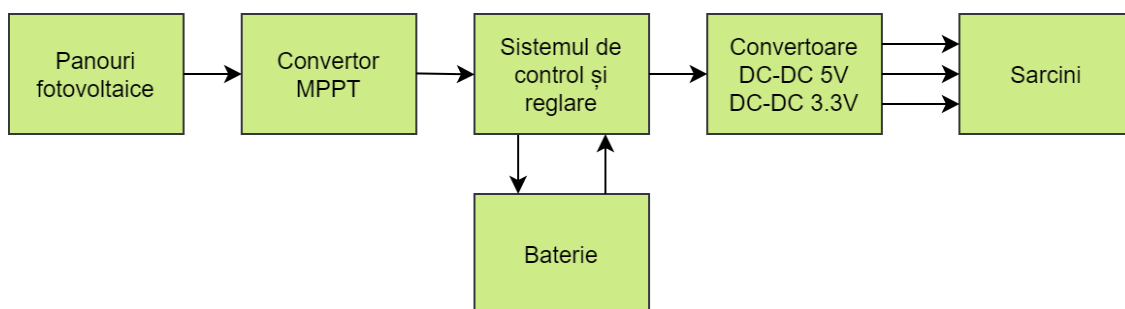 Panouri
fotovoltaice
Convertor
MPPT
Sistemul de
control și
reglare
Convertoare
DC-DC 5V
DC-DC 3.3V
Sarcini
Baterie